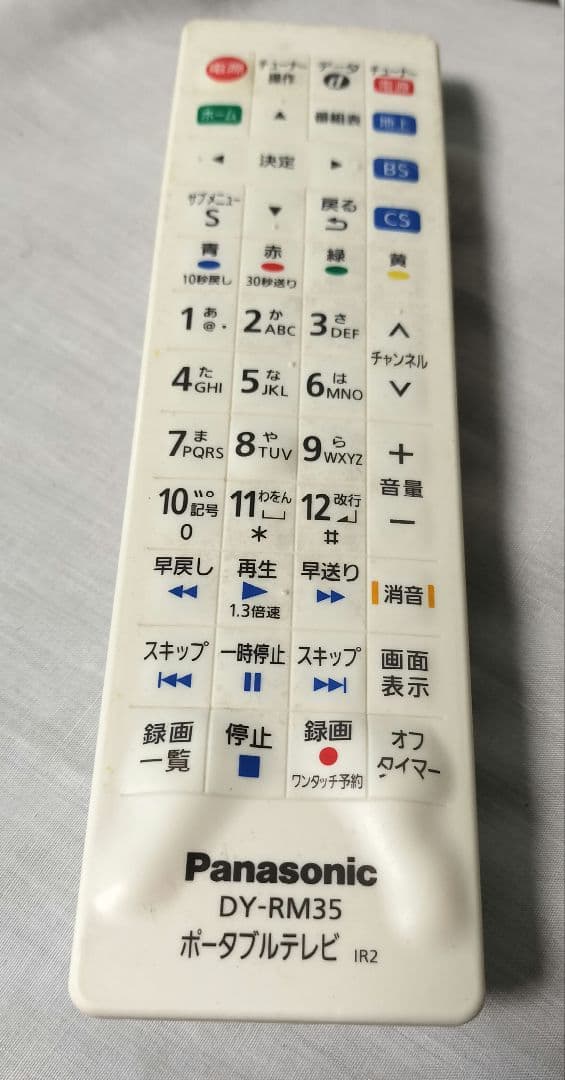 電源 チューナー操作 データd チューナー電源
ホーム ▲ 番組表 地上
◀ 決定 ▶ BS
サブメニューS ▼ 戻る CS
青 赤 緑 黄
10秒戻し 30秒送り
1あ@. 2かABC 3さDEF ∧
チャンネル
4たGHI 5なJKL 6はMNO ∨
7まPQRS 8やTUV 9らWXYZ +
音量
10゛゜記号 11わをん 12改行 −
0 * #
早戻し 再生 早送り 消音
◀◀ ▶ ▶▶
1.3倍速
スキップ 一時停止 スキップ 画面表示
|◀◀ || ▶▶|
録画一覧 停止 録画 オフタイマー
ワンタッチ予約
Panasonic
DY-RM35
ポータブルテレビ IR2